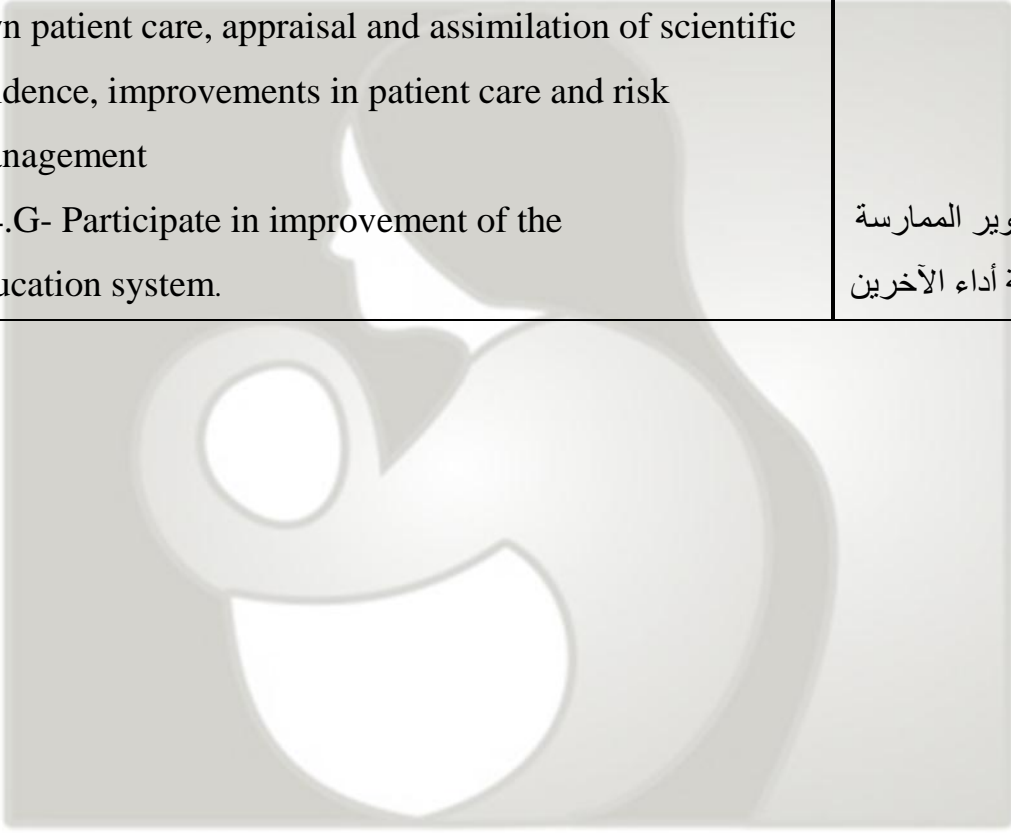 n patient care, appraisal and assimilation of scientific
dence, improvements in patient care and risk
nagement
.G- Participate in improvement of the
ucation system.
وير الممارسة
أداء الآخرين